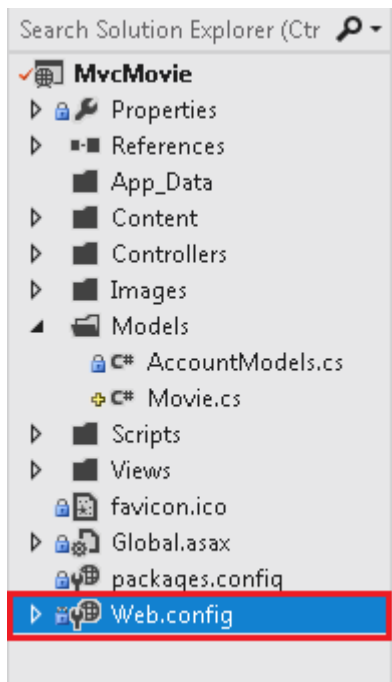 Search Solution Explorer (Ctr
MvcMovie
Properties
References
App_Data
Content
Controllers
Images
Models
C# AccountModels.cs
C# Movie.cs
Scripts
Views
favicon.ico
Global.asax
packages.config
Web.config